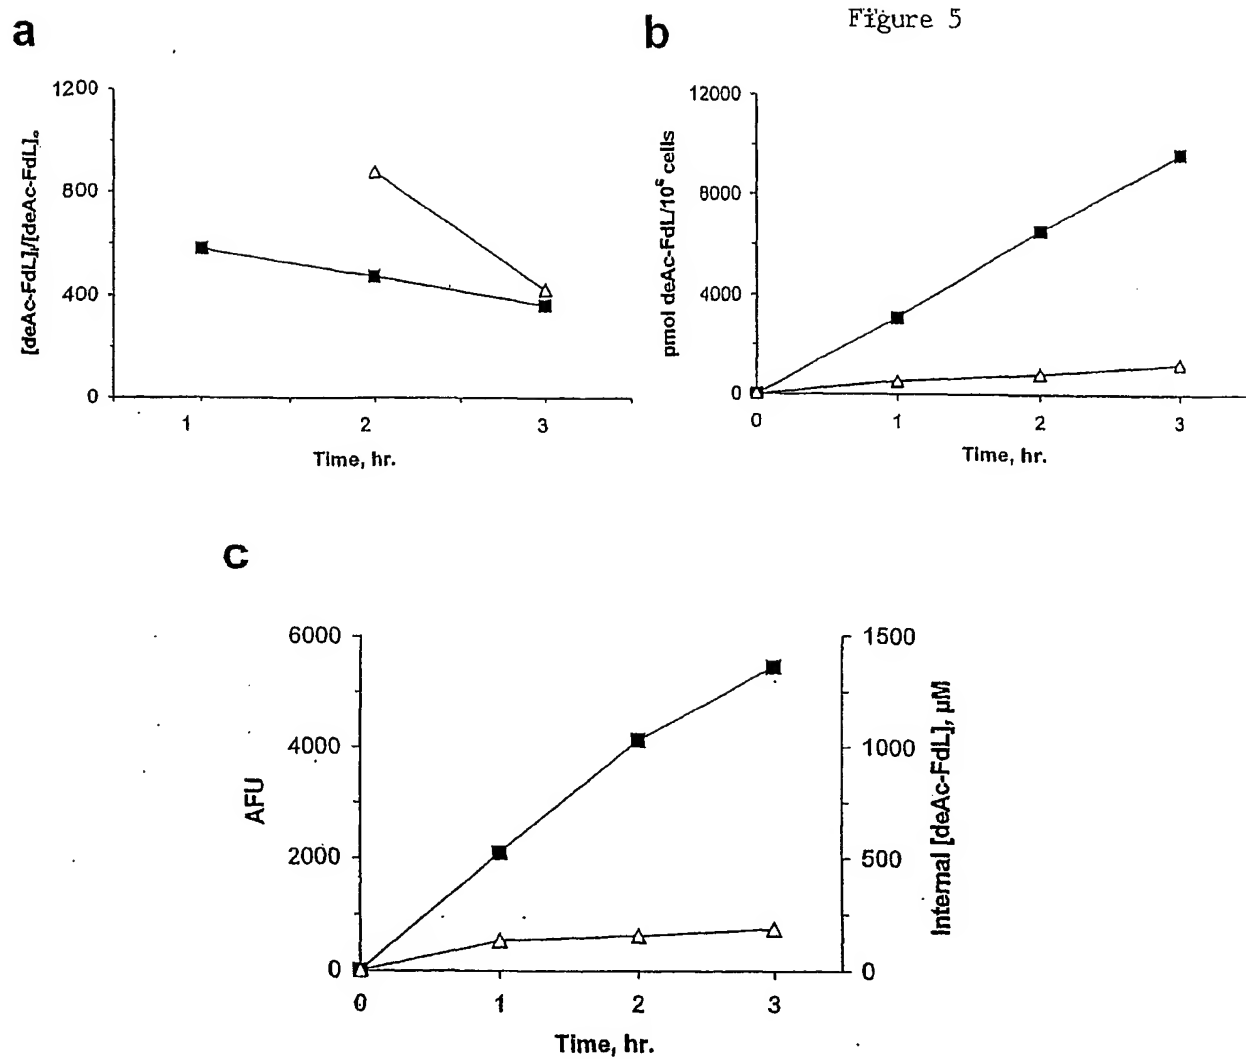 Figure 5
a
1200
800
400
0
1
2
3
Time, hr.
[deAc-FdL]ᵢ/[deAc-FdL]ₒ
b
12000
8000
4000
0
0
1
2
3
Time, hr.
pmol deAc-FdL/10⁶ cells
c
6000
4000
2000
0
1500
1000
500
0
0
1
2
3
Time, hr.
AFU
Internal [deAc-FdL], µM